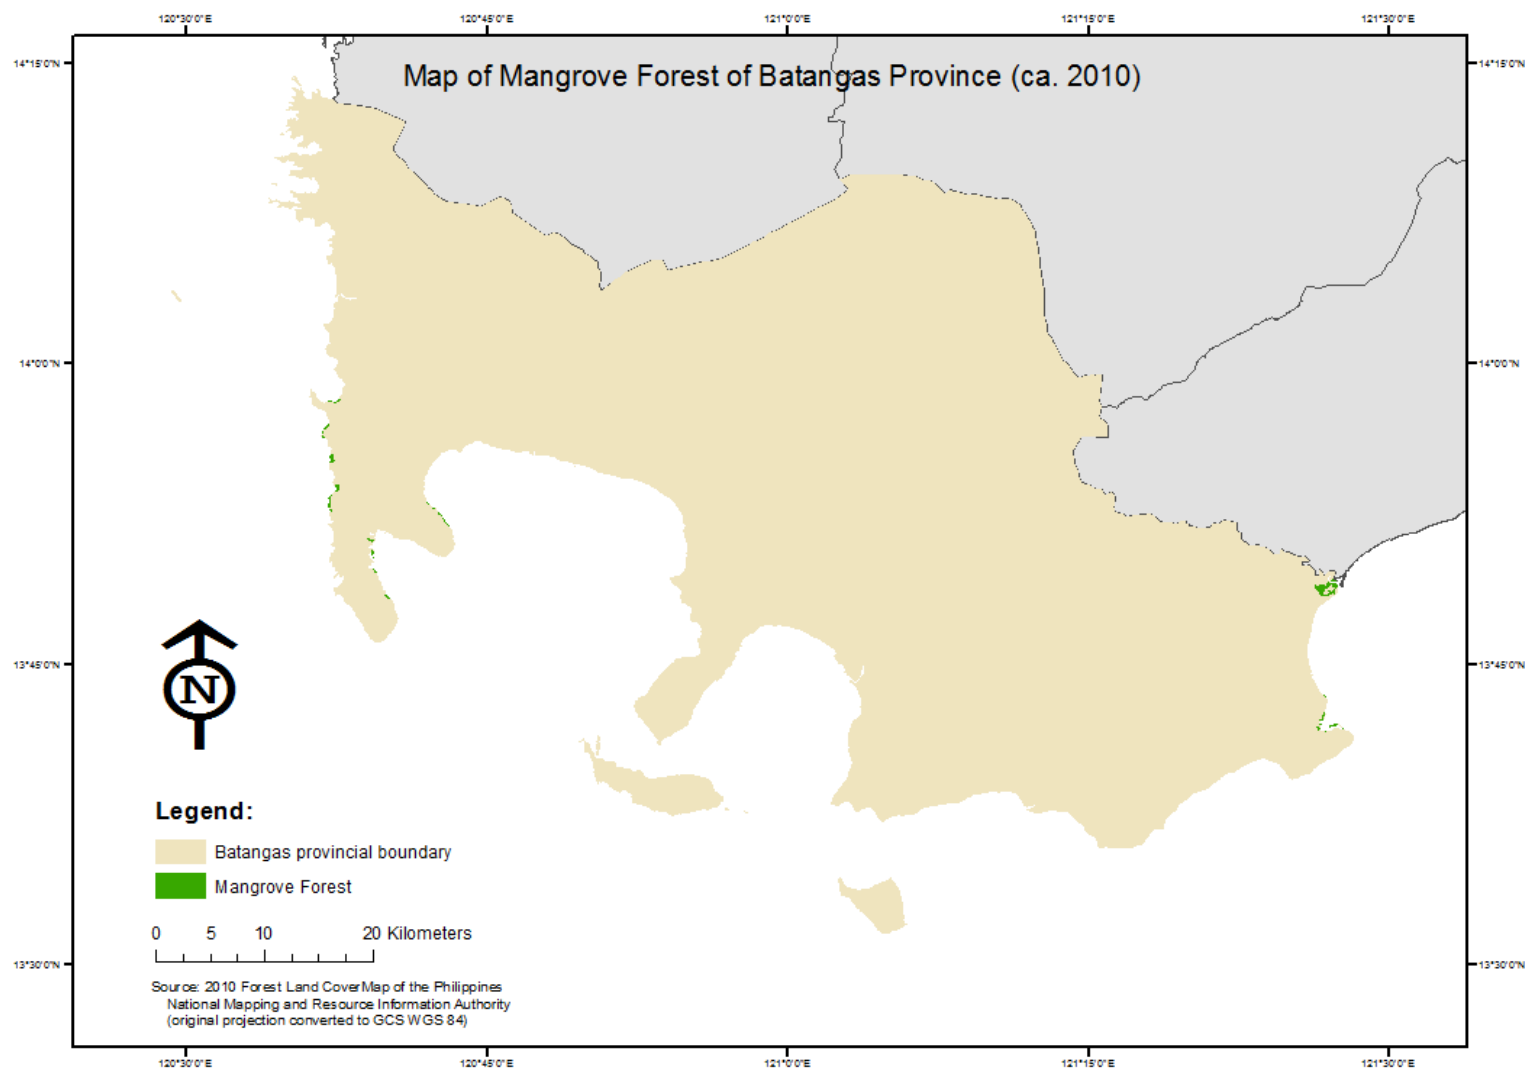 120°30'0"E 120°45'0"E 121°0'0"E 121°15'0"E 121°30'0"E
14°15'0"N 14°15'0"N
Map of Mangrove Forest of Batangas Province (ca. 2010)
14°0'0"N 14°0'0"N
13°45'0"N 13°45'0"N
N
Legend:
Batangas provincial boundary
Mangrove Forest
0 5 10 20 Kilometers
13°30'0"N 13°30'0"N
Source: 2010 Forest Land CoverMap of the Philippines
National Mapping and Resource Information Authority
(original projection converted to GCS WGS 84)
120°30'0"E 120°45'0"E 121°0'0"E 121°15'0"E 121°30'0"E